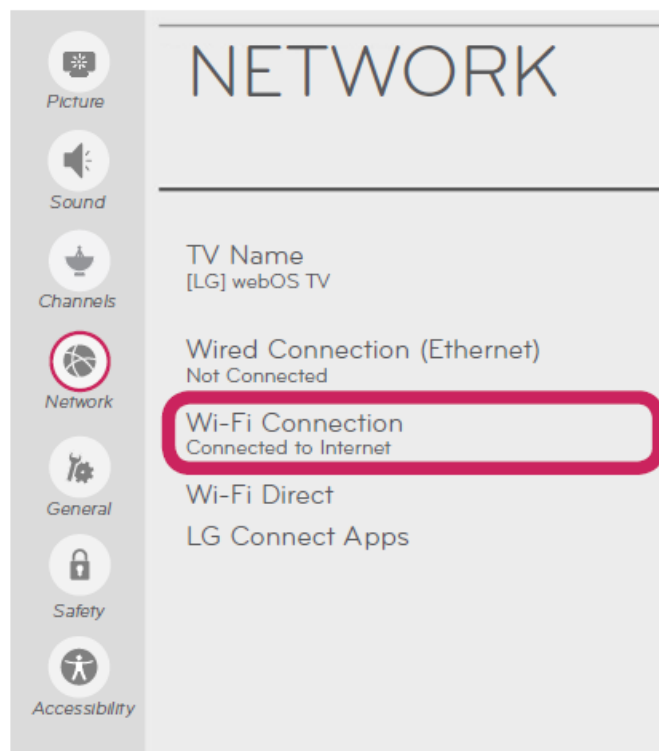 Picture
Sound
Channels
Network
General
Safety
Accessibility
NETWORK
TV Name
[LG] webOS TV
Wired Connection (Ethernet)
Not Connected
Wi-Fi Connection
Connected to Internet
Wi-Fi Direct
LG Connect Apps